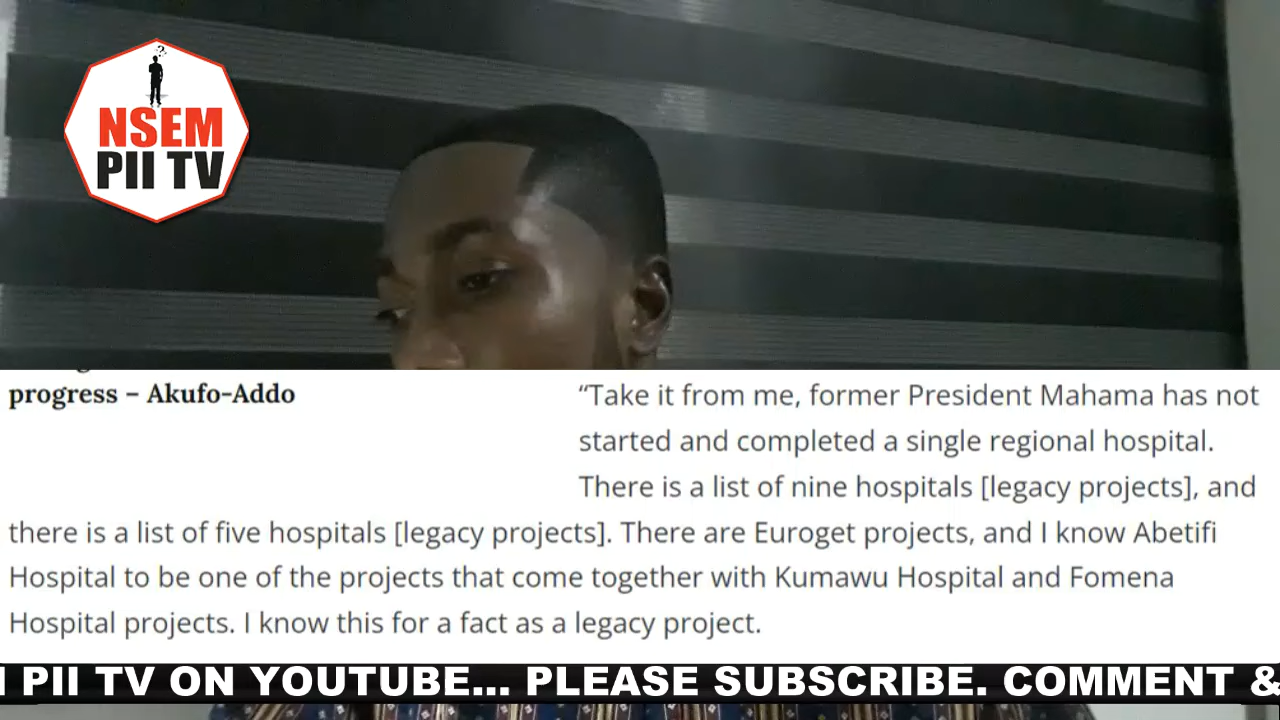 ?
NSEM
PII TV
progress – Akufo-Addo
“Take it from me, former President Mahama has not
started and completed a single regional hospital.
There is a list of nine hospitals [legacy projects], and
there is a list of five hospitals [legacy projects]. There are Euroget projects, and I know Abetifi
Hospital to be one of the projects that come together with Kumawu Hospital and Fomena
Hospital projects. I know this for a fact as a legacy project.
PII TV ON YOUTUBE... PLEASE SUBSCRIBE. COMMENT &